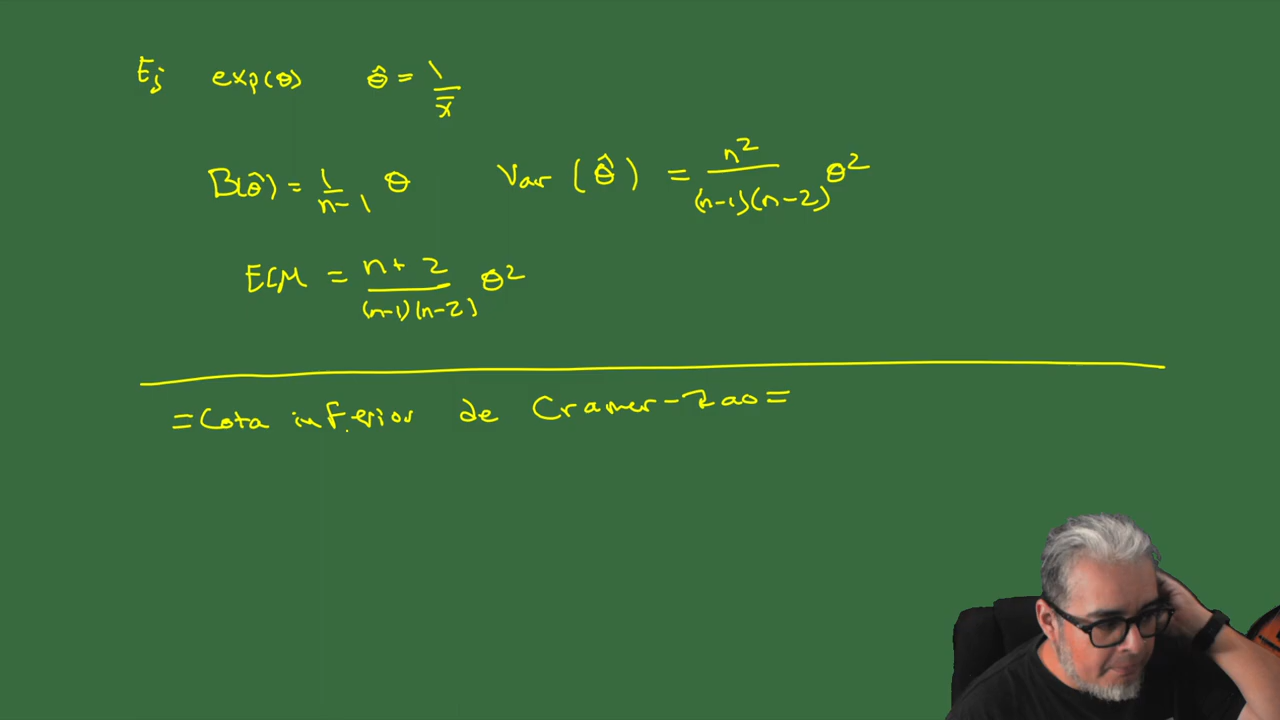 Ej exp(θ) θ̂ = 1/x̄
B(θ̂) = 1/(n-1) θ Var(θ̂) = n²/((n-1)(n-2)) θ²
ECM = (n+2)/((n-1)(n-2)) θ²
=Cota inferior de Cramer-Rao=